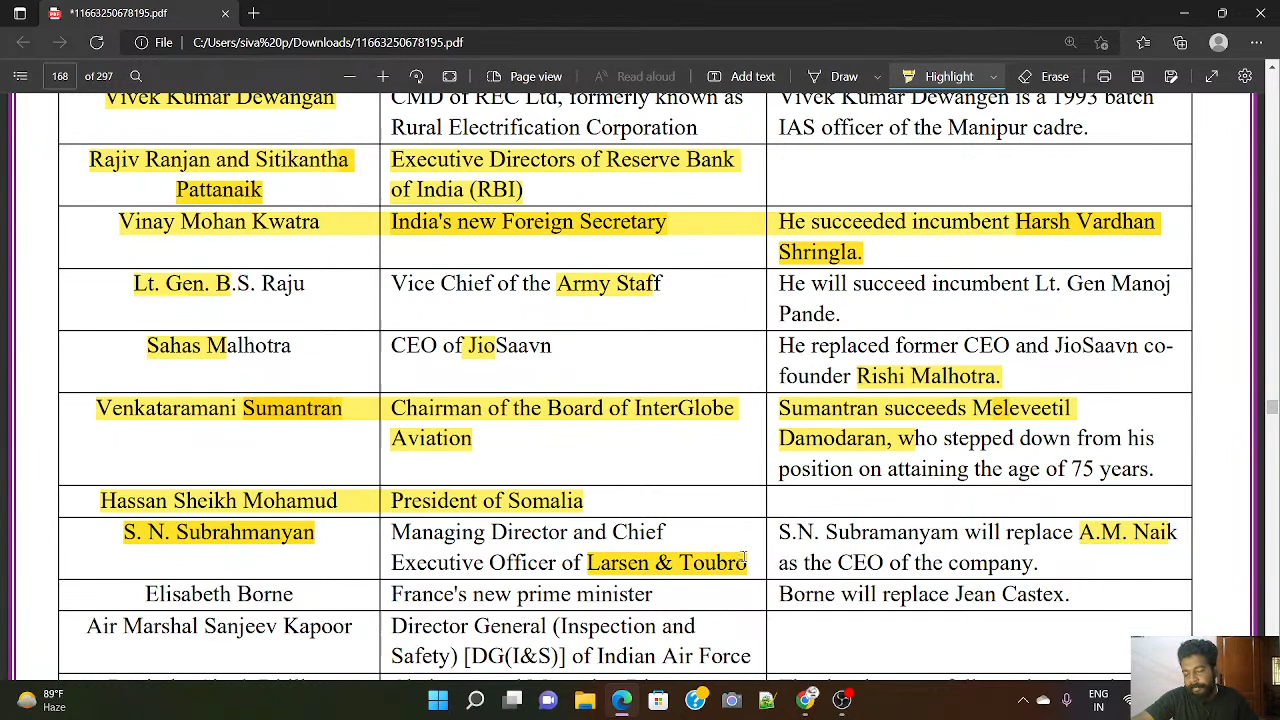 *11663250678195.pdf
File C:/Users/siva%20p/Downloads/11663250678195.pdf
168 of 297 Page view Read aloud Add text Draw Highlight Erase
Vivek Kumar Dewangan CMD of REC Ltd, formerly known as Vivek Kumar Dewangen is a 1993 batch
Rural Electrification Corporation IAS officer of the Manipur cadre.
Rajiv Ranjan and Sitikantha Executive Directors of Reserve Bank
Pattanaik of India (RBI)
Vinay Mohan Kwatra India's new Foreign Secretary He succeeded incumbent Harsh Vardhan
Shringla.
Lt. Gen. B.S. Raju Vice Chief of the Army Staff He will succeed incumbent Lt. Gen Manoj
Pande.
Sahas Malhotra CEO of JioSaavn He replaced former CEO and JioSaavn co-
founder Rishi Malhotra.
Venkataramani Sumantran Chairman of the Board of InterGlobe Sumantran succeeds Meleveetil
Aviation Damodaran, who stepped down from his
position on attaining the age of 75 years.
Hassan Sheikh Mohamud President of Somalia
S. N. Subrahmanyan Managing Director and Chief S.N. Subramanyam will replace A.M. Naik
Executive Officer of Larsen & Toubro as the CEO of the company.
Elisabeth Borne France's new prime minister Borne will replace Jean Castex.
Air Marshal Sanjeev Kapoor Director General (Inspection and
Safety) [DG(I&S)] of Indian Air Force
89°F
Haze
ENG
IN